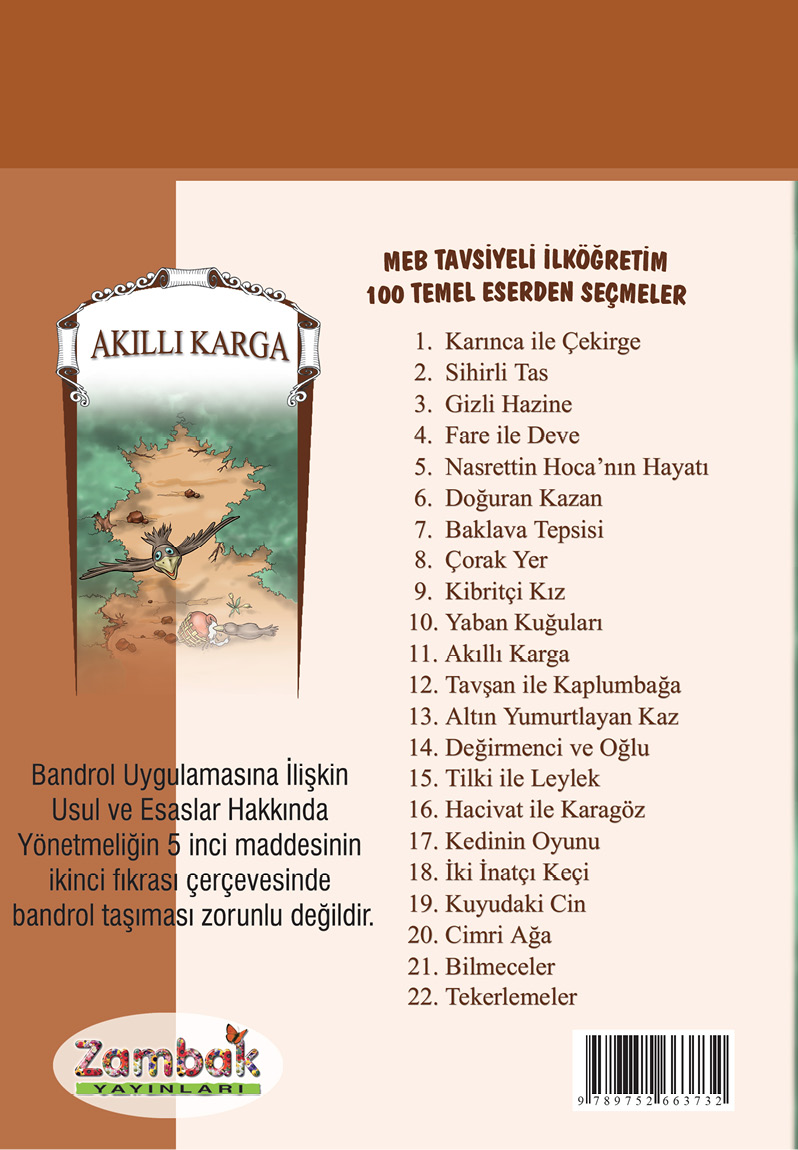 MEB TAVSİYELİ İLKÖĞRETİM
100 TEMEL ESERDEN SEÇMELER
AKILLI KARGA
1. Karınca ile Çekirge
2. Sihirli Tas
3. Gizli Hazine
4. Fare ile Deve
5. Nasrettin Hoca’nın Hayatı
6. Doğuran Kazan
7. Baklava Tepsisi
8. Çorak Yer
9. Kibritçi Kız
10. Yaban Kuğuları
11. Akıllı Karga
12. Tavşan ile Kaplumbağa
13. Altın Yumurtlayan Kaz
14. Değirmenci ve Oğlu
15. Tilki ile Leylek
16. Hacivat ile Karagöz
17. Kedinin Oyunu
18. İki İnatçı Keçi
19. Kuyudaki Cin
20. Cimri Ağa
21. Bilmeceler
22. Tekerlemeler
Bandrol Uygulamasına İlişkin
Usul ve Esaslar Hakkında
Yönetmeliğin 5 inci maddesinin
ikinci fıkrası çerçevesinde
bandrol taşıması zorunlu değildir.
Zambak
YAYINLARI
9 789752 663732